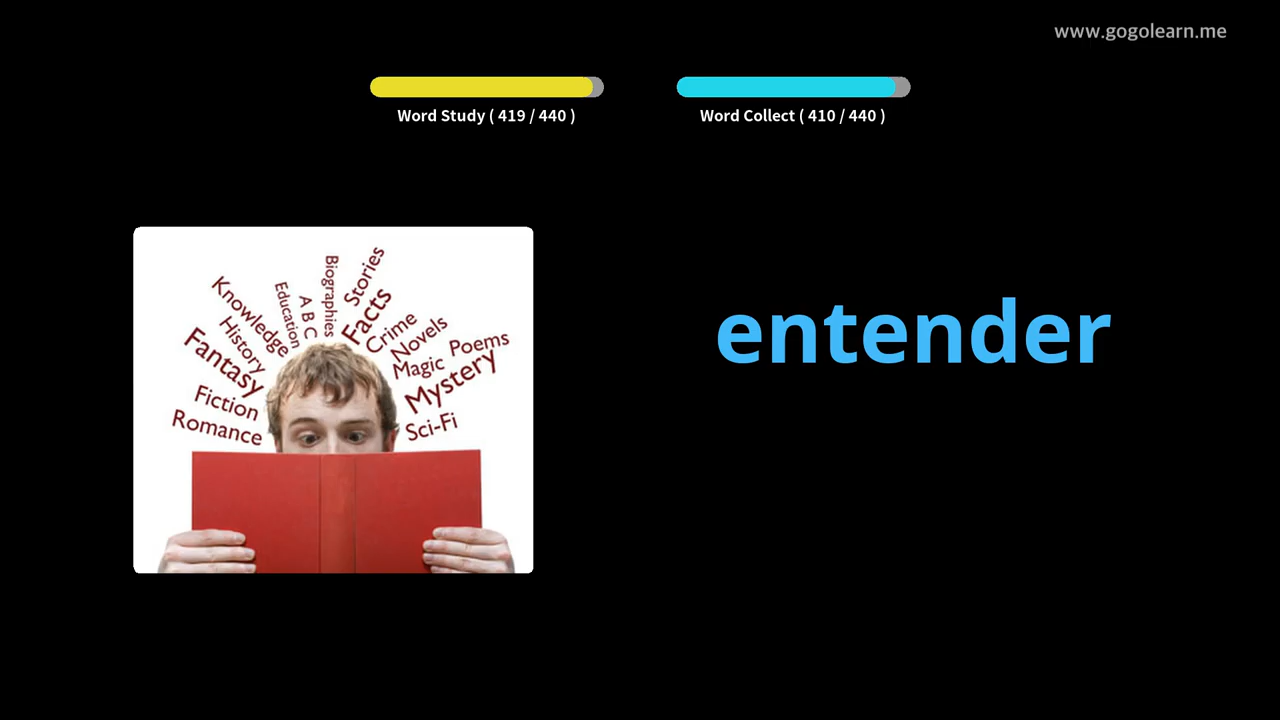 www.gogolearn.me
Word Study ( 419 / 440 )
Word Collect ( 410 / 440 )
Biographies
Stories
Education
A B C
Facts
Knowledge
Crime
History
Novels
Poems
Fantasy
Magic
Mystery
Fiction
Romance
Sci-Fi
entender